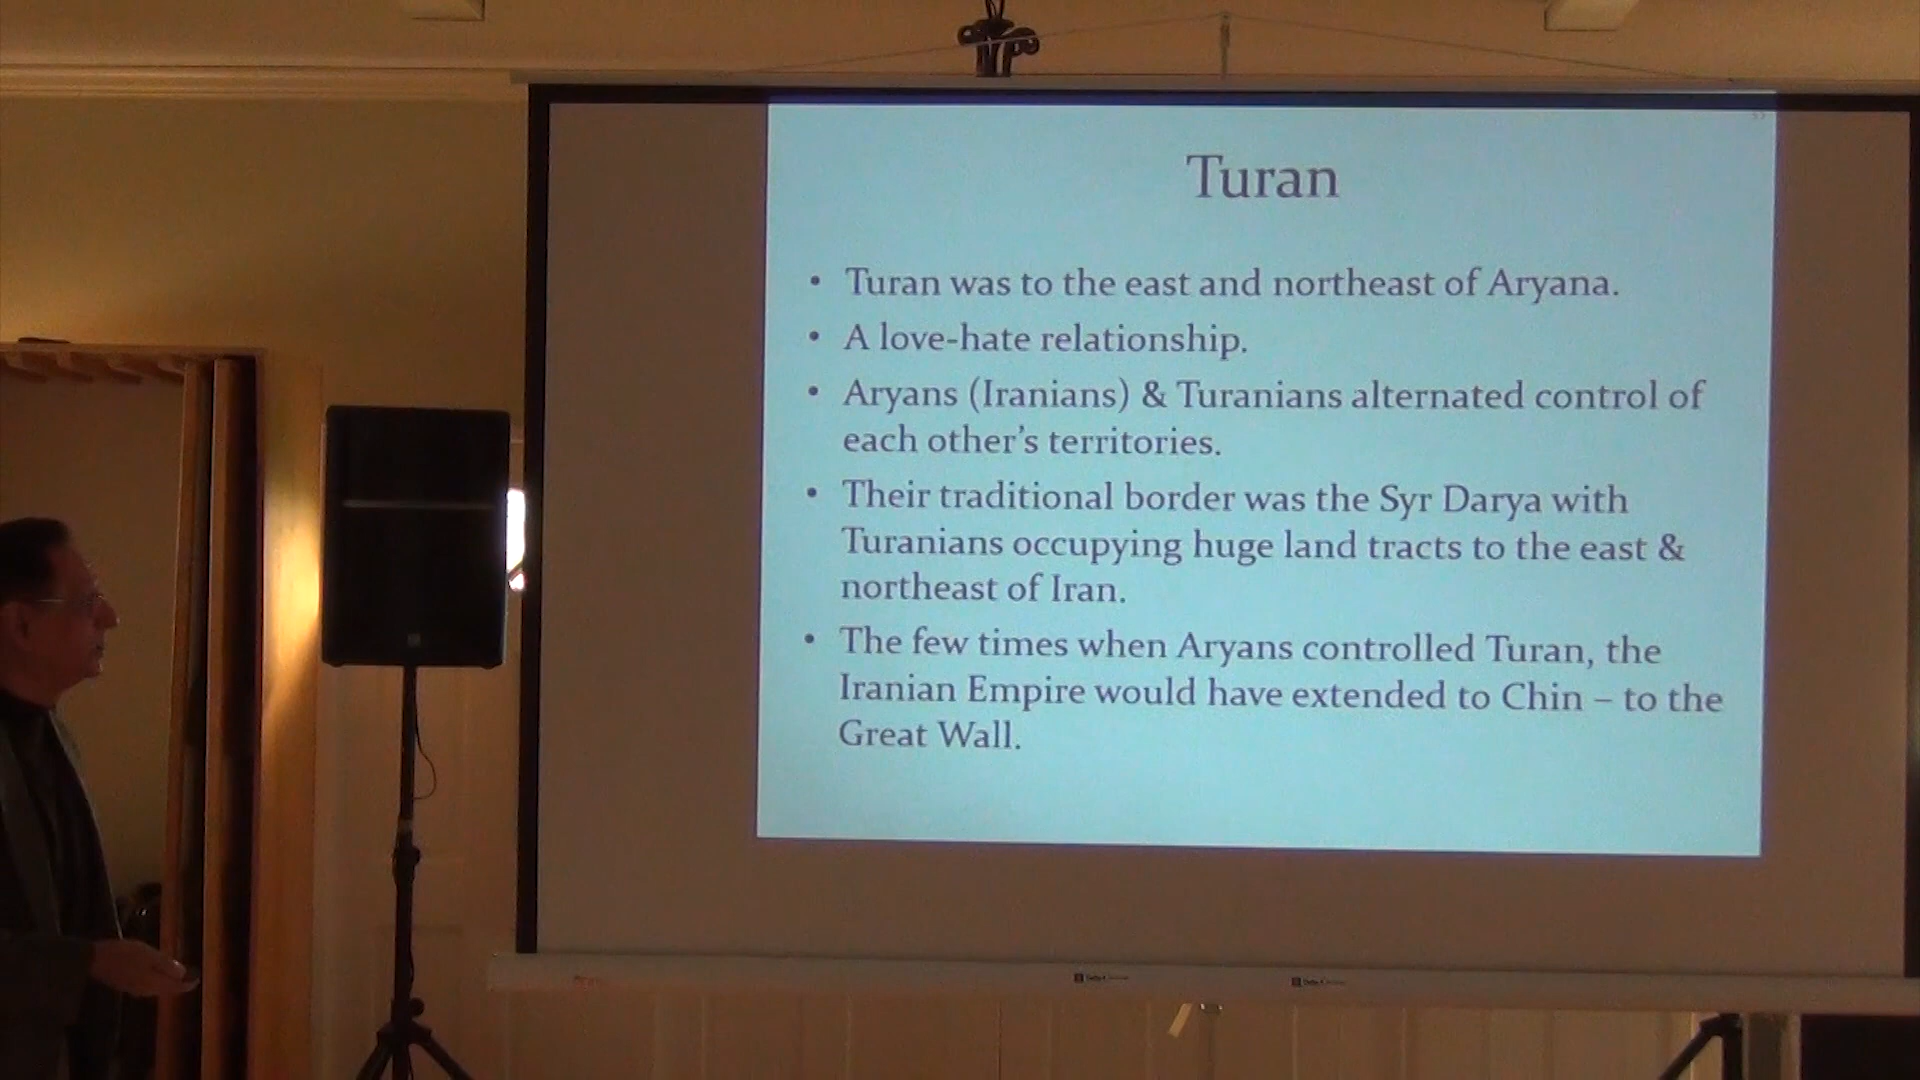 Turan
• Turan was to the east and northeast of Aryana.
• A love-hate relationship.
• Aryans (Iranians) & Turanians alternated control of
each other's territories.
• Their traditional border was the Syr Darya with
Turanians occupying huge land tracts to the east &
northeast of Iran.
• The few times when Aryans controlled Turan, the
Iranian Empire would have extended to Chin – to the
Great Wall.